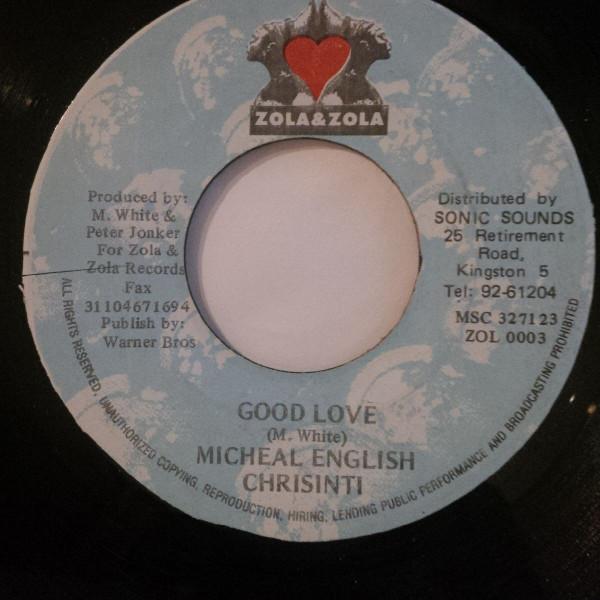 ZOLA&ZOLA
Produced by:
M. White &
Peter Jonker
For Zola &
Zola Records
Fax
31104671694
Publish by:
Warner Bros
Distributed by
SONIC SOUNDS
25 Retirement
Road,
Kingston 5
Tel: 92-61204
MSC 327123
ZOL 0003
GOOD LOVE
(M. White)
MICHEAL ENGLISH
CHRISINTI
ALL RIGHTS RESERVED. UNAUTHORIZED COPYING, REPRODUCTION, HIRING, LENDING PUBLIC PERFORMANCE AND BROADCASTING PROHIBITED